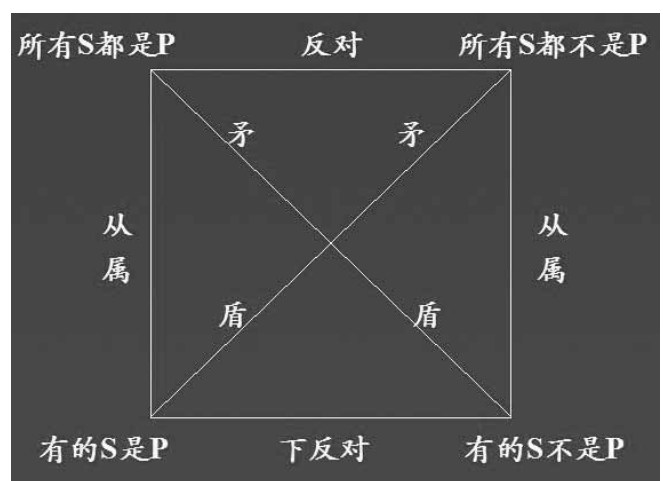 所有S都是P 反对 所有S都不是P
矛 矛
从 从
属 属
盾 盾
有的S是P 下反对 有的S不是P